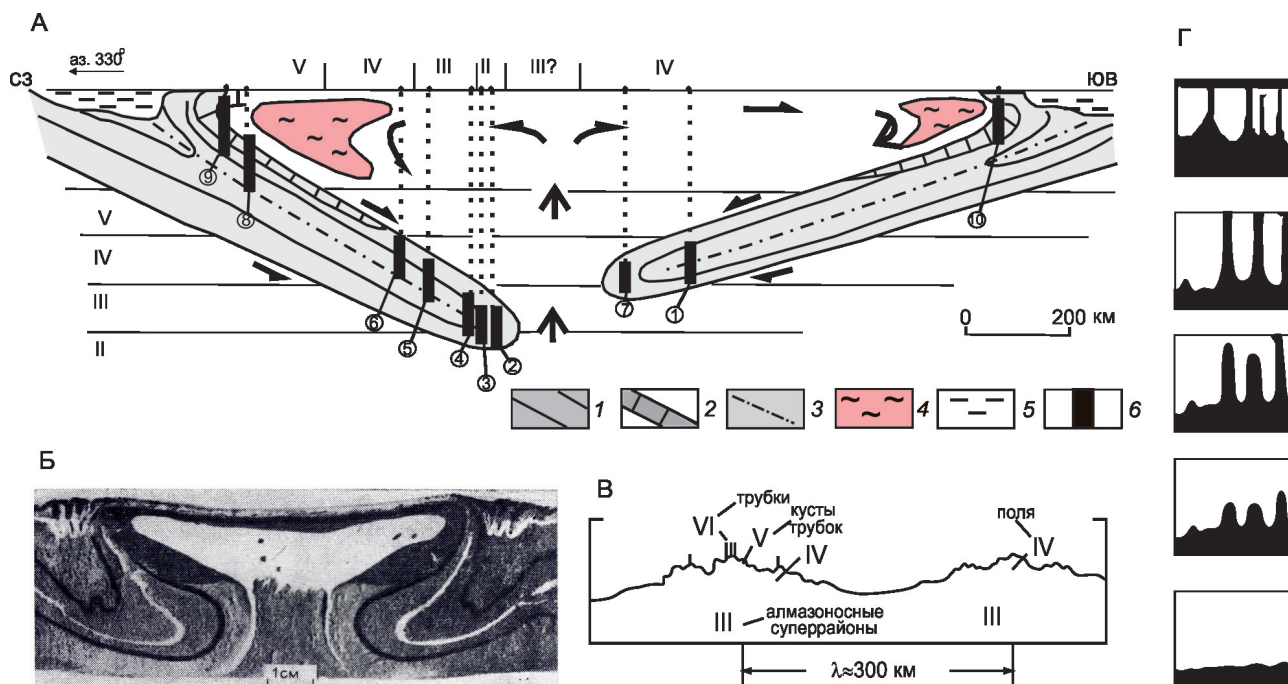 А
Г
аз. 330°
СЗ
V IV III II III? IV
ЮВ
9
8
10
V
IV
III
II
6
5
4
3
2
7
1
0 200 км
1 2 3 4 5 6
Б
1см
В
трубки
VI
кусты
трубок
V
IV
поля
IV
III
алмазоносные
суперрайоны
III
λ≈300 км